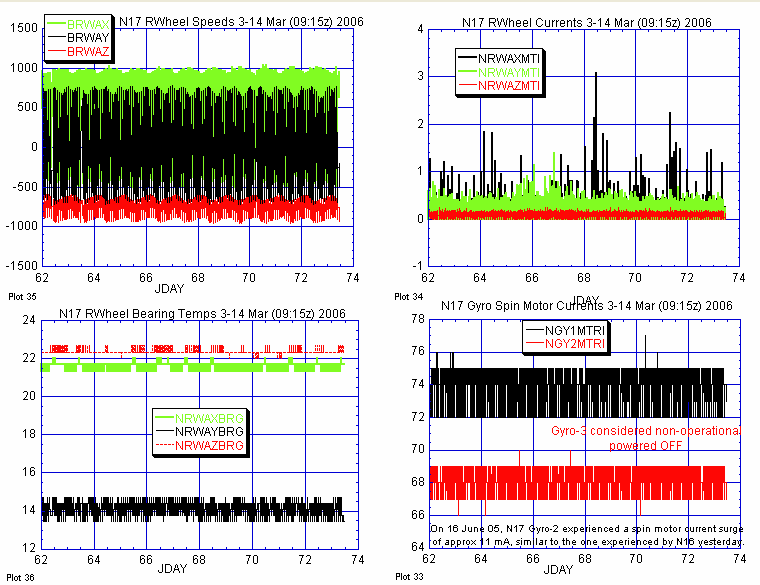 N17 RWheel Speeds 3-14 Mar (09:15z) 2006
BRWAX
BRWAY
BRWAZ
1500
1000
500
0
-500
-1000
-1500
62 64 66 68 70 72 74
JDAY
Plot 35
N17 RWheel Currents 3-14 Mar (09:15z) 2006
NRWAXMTI
NRWAYMTI
NRWAZMTI
4
3
2
1
0
-1
62 64 66 68 70 72 74
JDAY
Plot 34
N17 RWheel Bearing Temps 3-14 Mar (09:15z) 2006
24
22
20
18
16
14
12
NRWAXBRG
NRWAYBRG
NRWAZBRG
62 64 66 68 70 72 74
JDAY
Plot 36
N17 Gyro Spin Motor Currents 3-14 Mar (09:15z) 2006
NGY1MTRI
NGY2MTRI
78
76
74
72
70
68
66
64
Gyro-3 considered non-operational
powered OFF
On 16 June 05, N17 Gyro-2 experienced a spin motor current surge
of approx 11 mA, similar to the one experienced by N16 yesterday.
62 64 66 68 70 72 74
JDAY
Plot 33